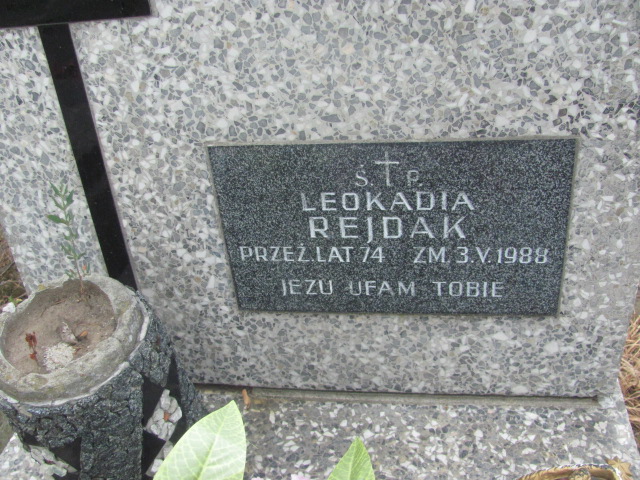 Ś † P.
LEOKADIA
REJDAK
PRZEŻ. LAT 74 ZM. 3.V.1988
JEZU UFAM TOBIE